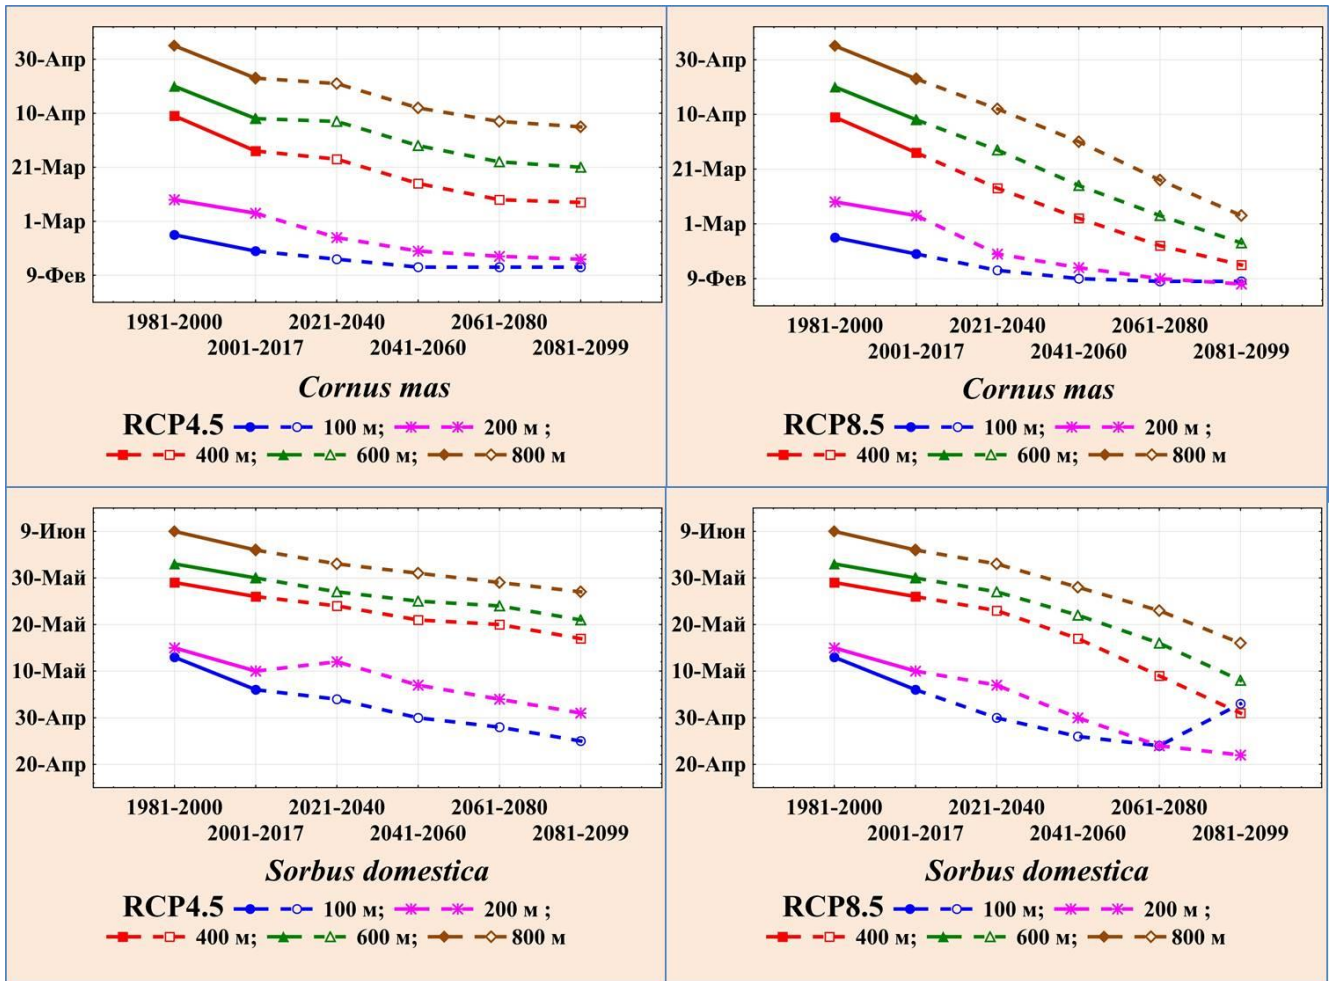 30-Апр
10-Апр
21-Мар
1-Мар
9-Фев
1981-2000 2021-2040 2061-2080
2001-2017 2041-2060 2081-2099
Cornus mas
RCP4.5 100 м; 200 м ;
400 м; 600 м; 800 м
30-Апр
10-Апр
21-Мар
1-Мар
9-Фев
1981-2000 2021-2040 2061-2080
2001-2017 2041-2060 2081-2099
Cornus mas
RCP8.5 100 м; 200 м ;
400 м; 600 м; 800 м
9-Июн
30-Май
20-Май
10-Май
30-Апр
20-Апр
1981-2000 2021-2040 2061-2080
2001-2017 2041-2060 2081-2099
Sorbus domestica
RCP4.5 100 м; 200 м ;
400 м; 600 м; 800 м
9-Июн
30-Май
20-Май
10-Май
30-Апр
20-Апр
1981-2000 2021-2040 2061-2080
2001-2017 2041-2060 2081-2099
Sorbus domestica
RCP8.5 100 м; 200 м ;
400 м; 600 м; 800 м